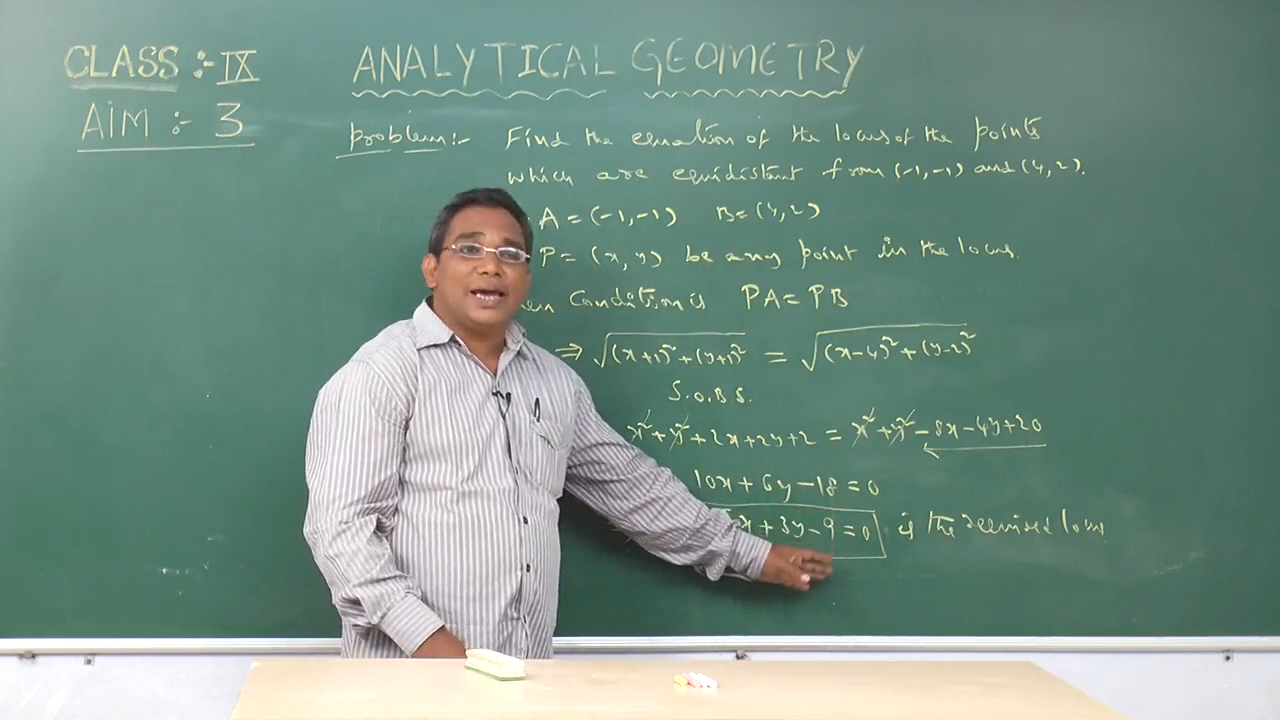 CLASS :- IX
ANALYTICAL GEOMETRY
AIM :- 3
problem:- Find the equation of the locus of the points
which are equidistant from (-1,-1) and (4,2).
A = (-1,-1) B = (4,2)
P = (x, y) be any point in the locus.
Condition is PA = PB
⇒ √((x+1)²+(y+1)²) = √((x-4)²+(y-2)²)
S.O.B.S.
x²+y²+2x+2y+2 = x²+y²-8x-4y+20
10x+6y-18=0
x+3y-9=0 is the required locus